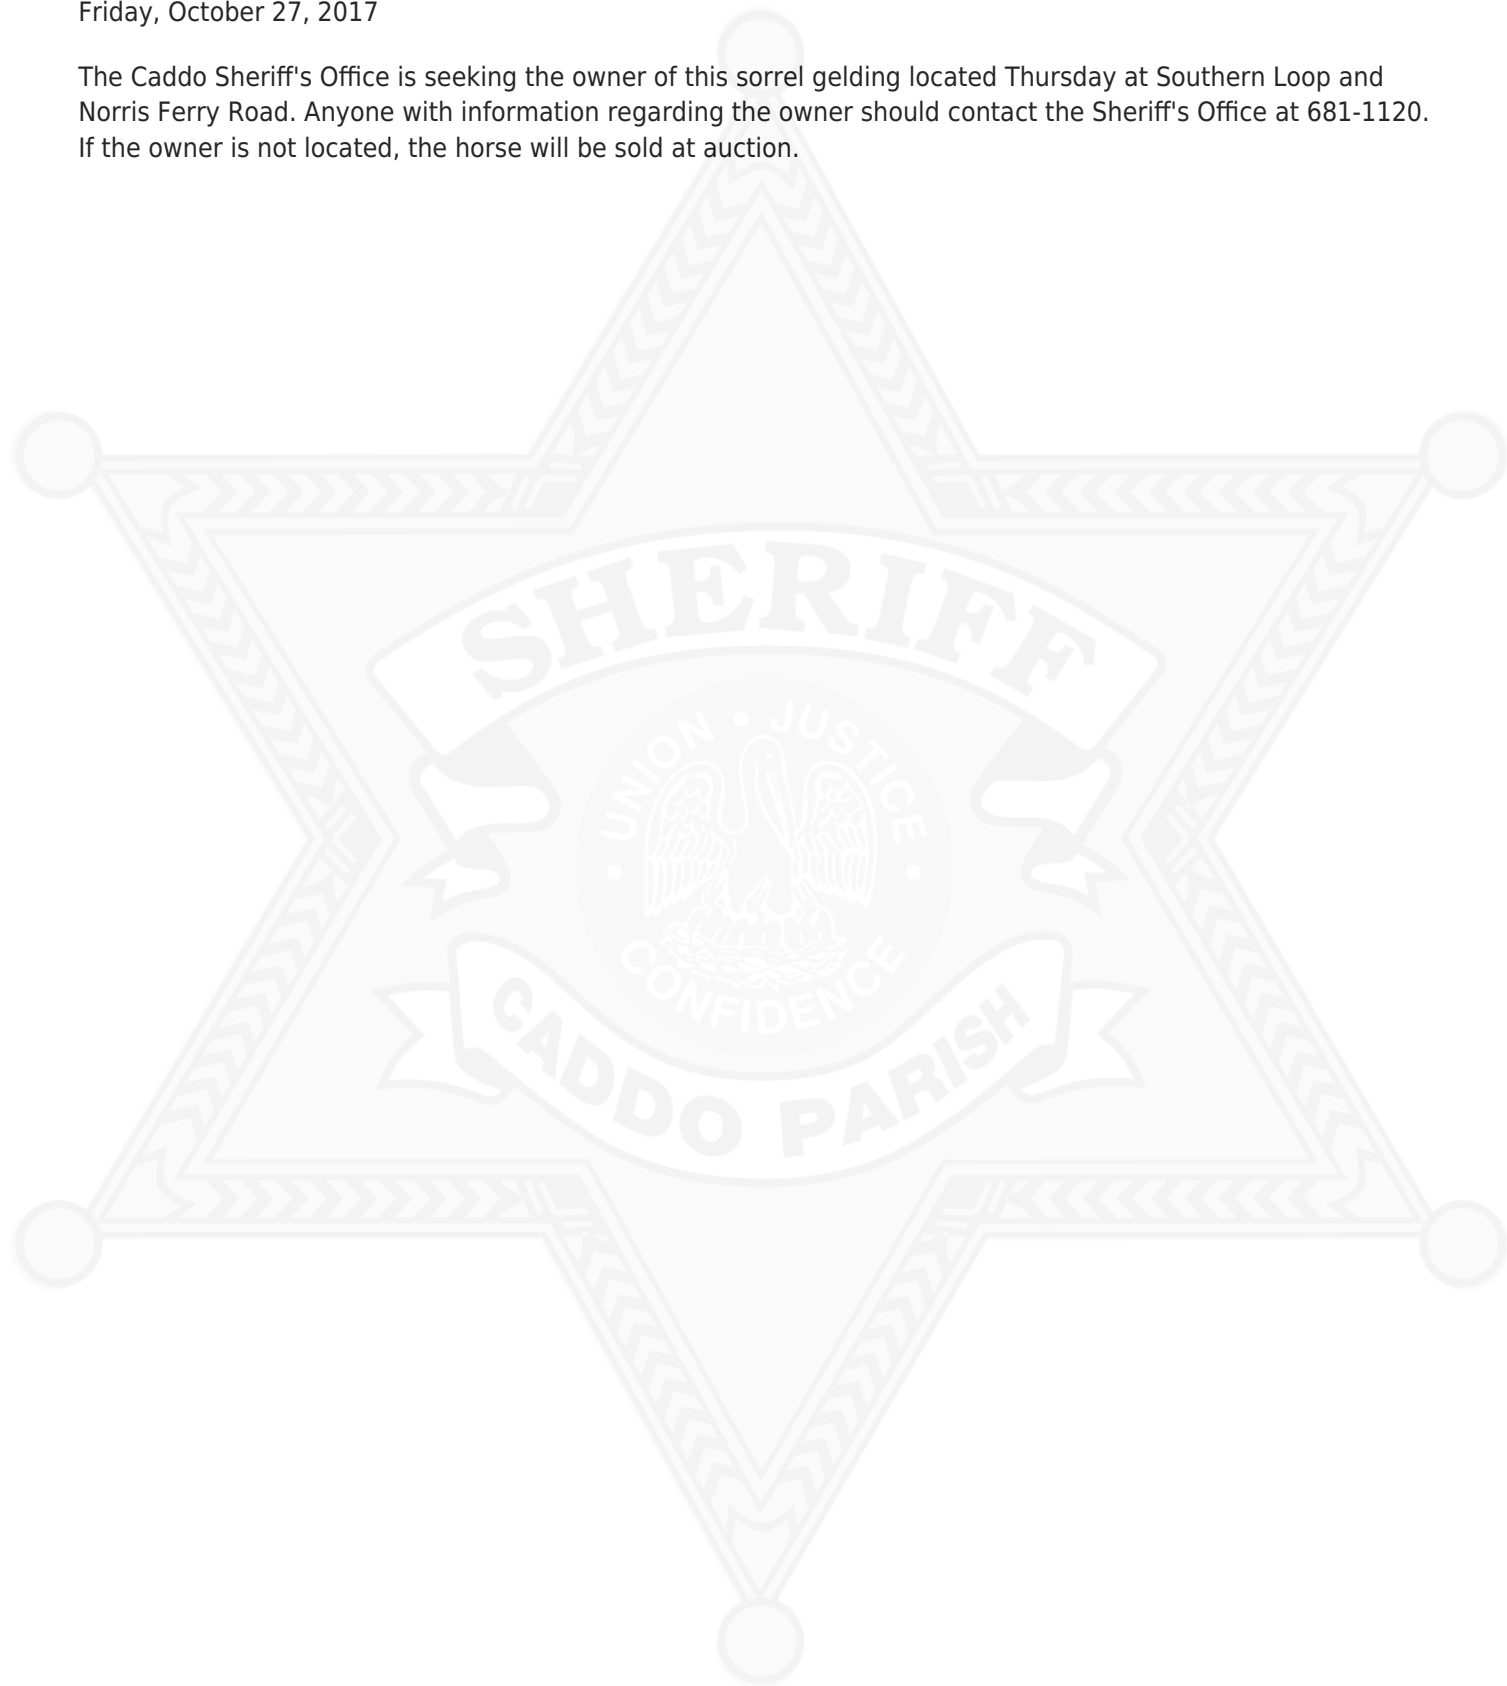 Friday, October 27, 2017
The Caddo Sheriff's Office is seeking the owner of this sorrel gelding located Thursday at Southern Loop and
Norris Ferry Road. Anyone with information regarding the owner should contact the Sheriff's Office at 681-1120.
If the owner is not located, the horse will be sold at auction.
SHERIFF
UNION • JUSTICE •
• CONFIDENCE
CADDO PARISH